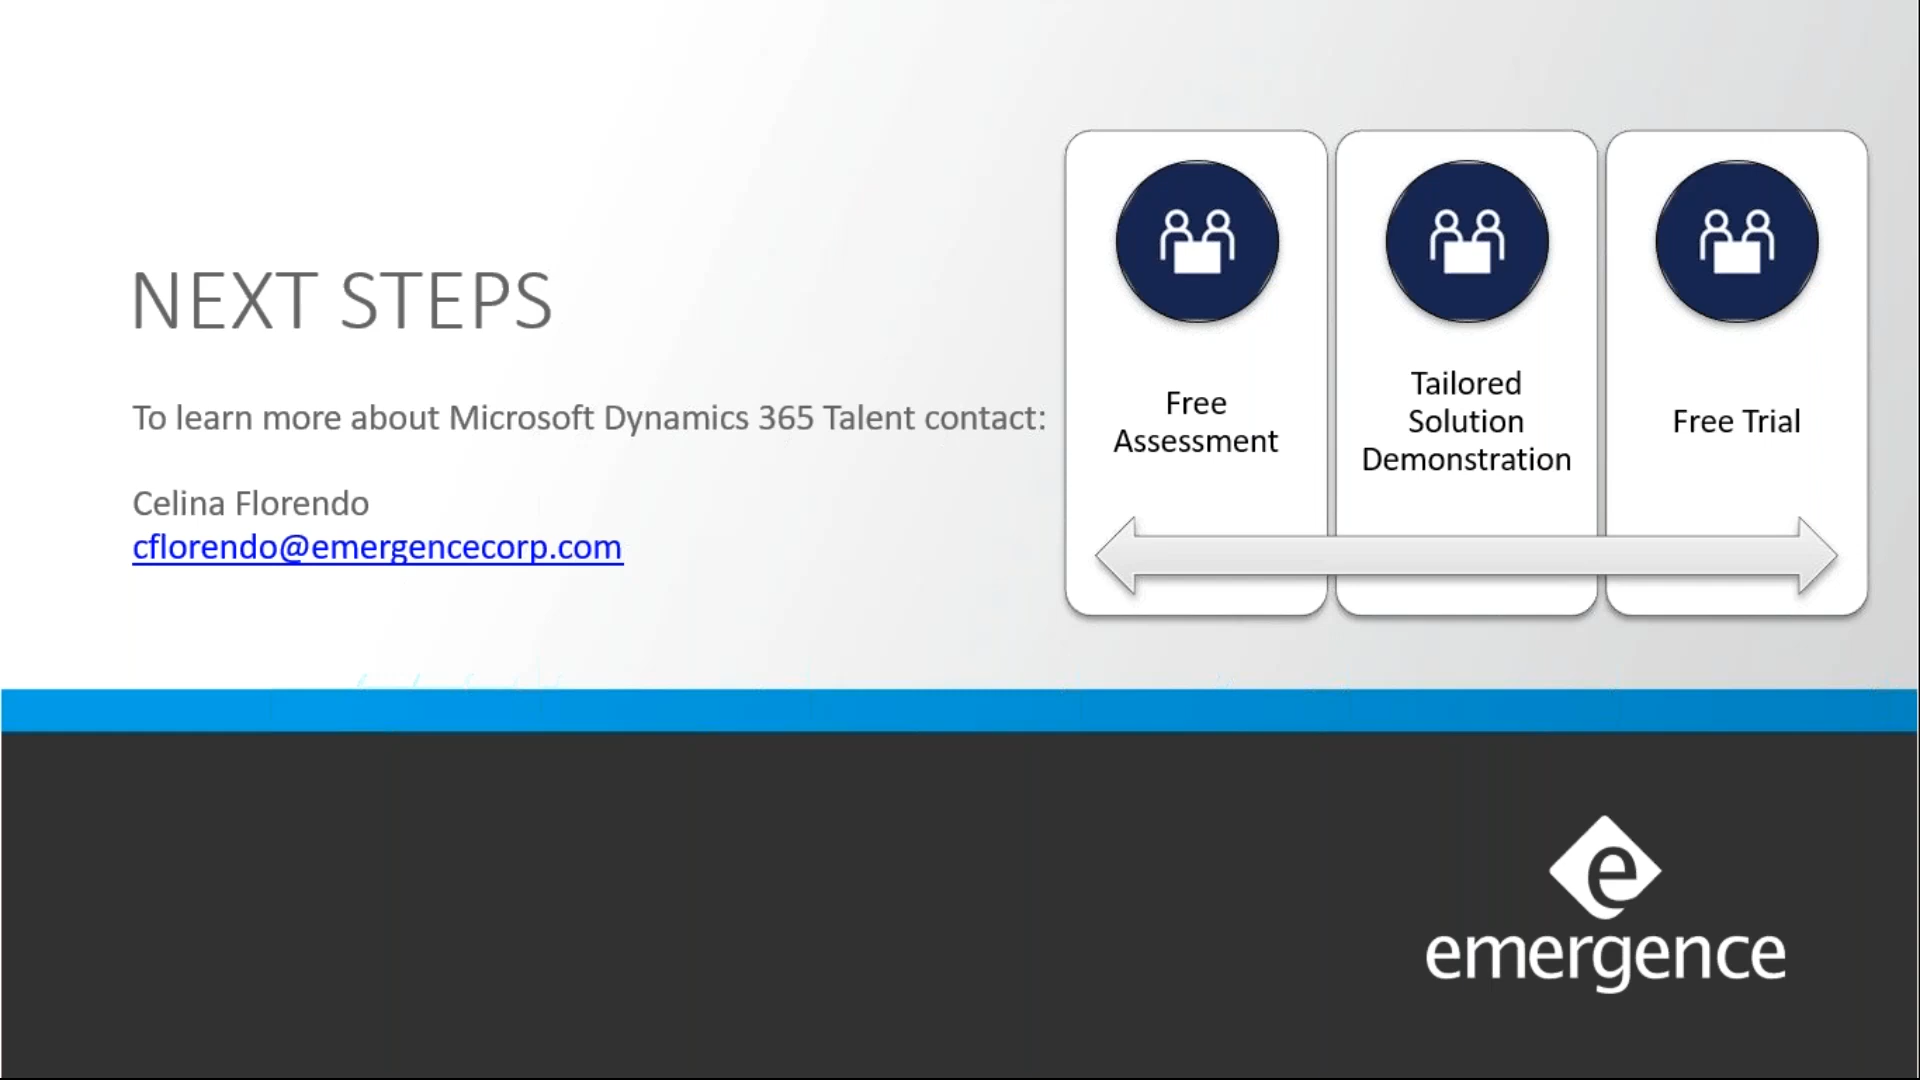 NEXT STEPS
To learn more about Microsoft Dynamics 365 Talent contact:
Celina Florendo
cflorendo@emergencecorp.com
Free
Assessment
Tailored
Solution
Demonstration
Free Trial
e
emergence